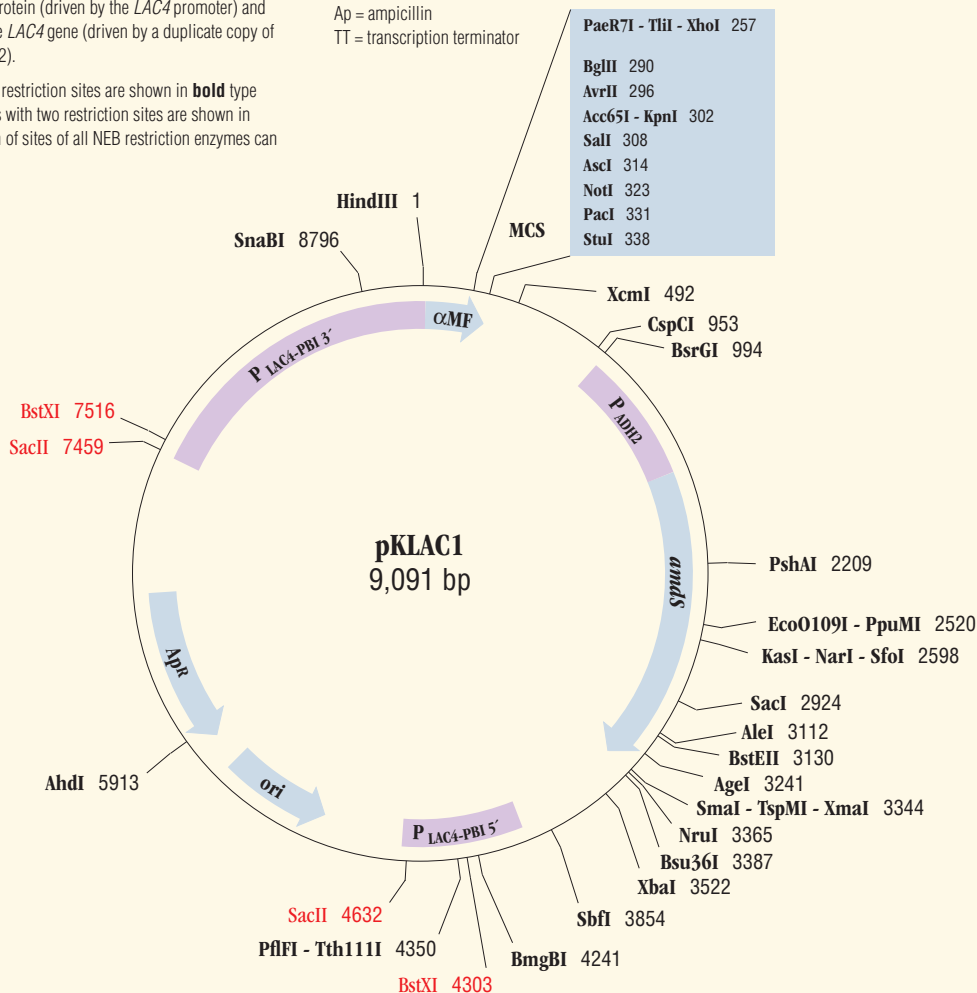 rotein (driven by the LAC4 promoter) and
e LAC4 gene (driven by a duplicate copy of
2).
restriction sites are shown in bold type
s with two restriction sites are shown in
n of sites of all NEB restriction enzymes can
Ap = ampicillin
TT = transcription terminator
PaeR7I - TliI - XhoI 257
BglII 290
AvrII 296
Acc65I - KpnI 302
SalI 308
AscI 314
NotI 323
PacI 331
StuI 338
MCS
HindIII 1
SnaBI 8796
XcmI 492
CspCI 953
BsrGI 994
αMF
P LAC4-PBI 3´
P ADH2
BstXI 7516
SacII 7459
pKLAC1
9,091 bp
amdS
PshAI 2209
EcoO109I - PpuMI 2520
KasI - NarI - SfoI 2598
SacI 2924
AleI 3112
BstEII 3130
AgeI 3241
SmaI - TspMI - XmaI 3344
NruI 3365
Bsu36I 3387
XbaI 3522
SbfI 3854
BmgBI 4241
BstXI 4303
PflFI - Tth111I 4350
SacII 4632
P LAC4-PBI 5´
ori
ApR
AhdI 5913